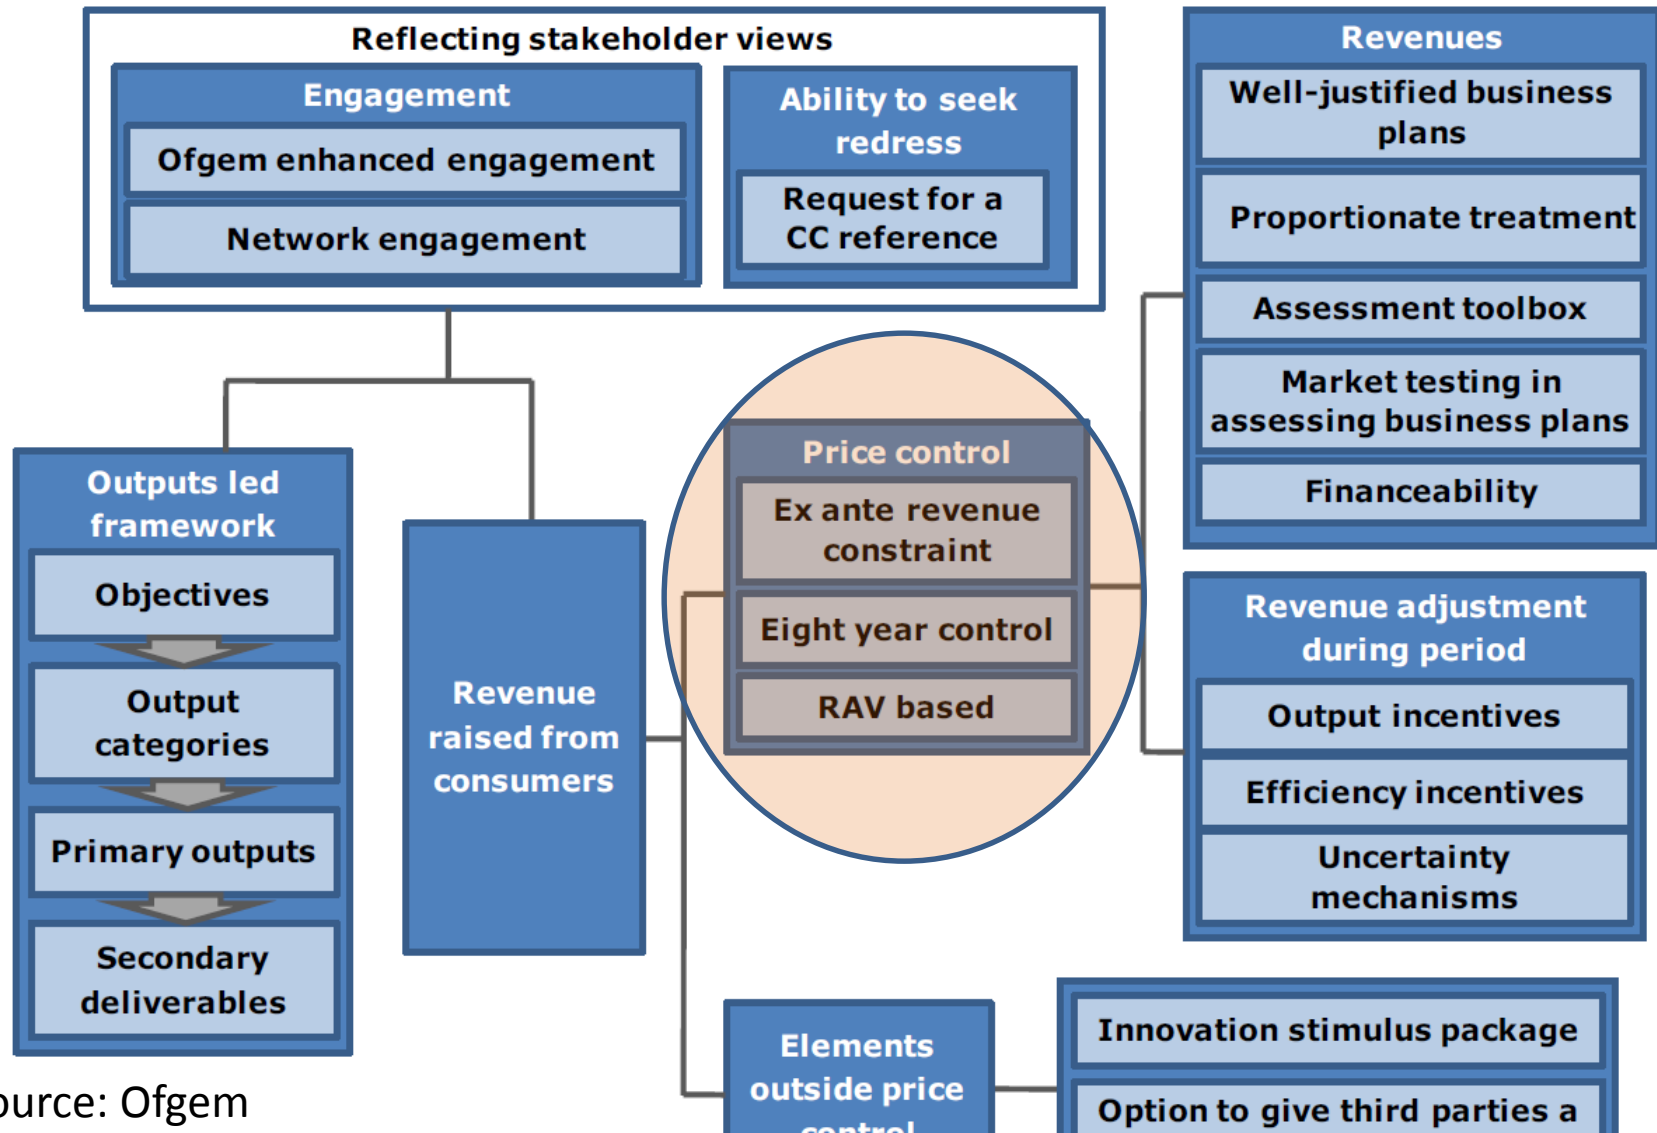 Reflecting stakeholder views
Engagement
Ofgem enhanced engagement
Network engagement
Ability to seek
redress
Request for a
CC reference
Outputs led
framework
Objectives
Output
categories
Primary outputs
Secondary
deliverables
Revenue
raised from
consumers
Price control
Ex ante revenue
constraint
Eight year control
RAV based
Revenues
Well-justified business
plans
Proportionate treatment
Assessment toolbox
Market testing in
assessing business plans
Financeability
Revenue adjustment
during period
Output incentives
Efficiency incentives
Uncertainty
mechanisms
Elements
outside price
control
Innovation stimulus package
Option to give third parties a
ource: Ofgem